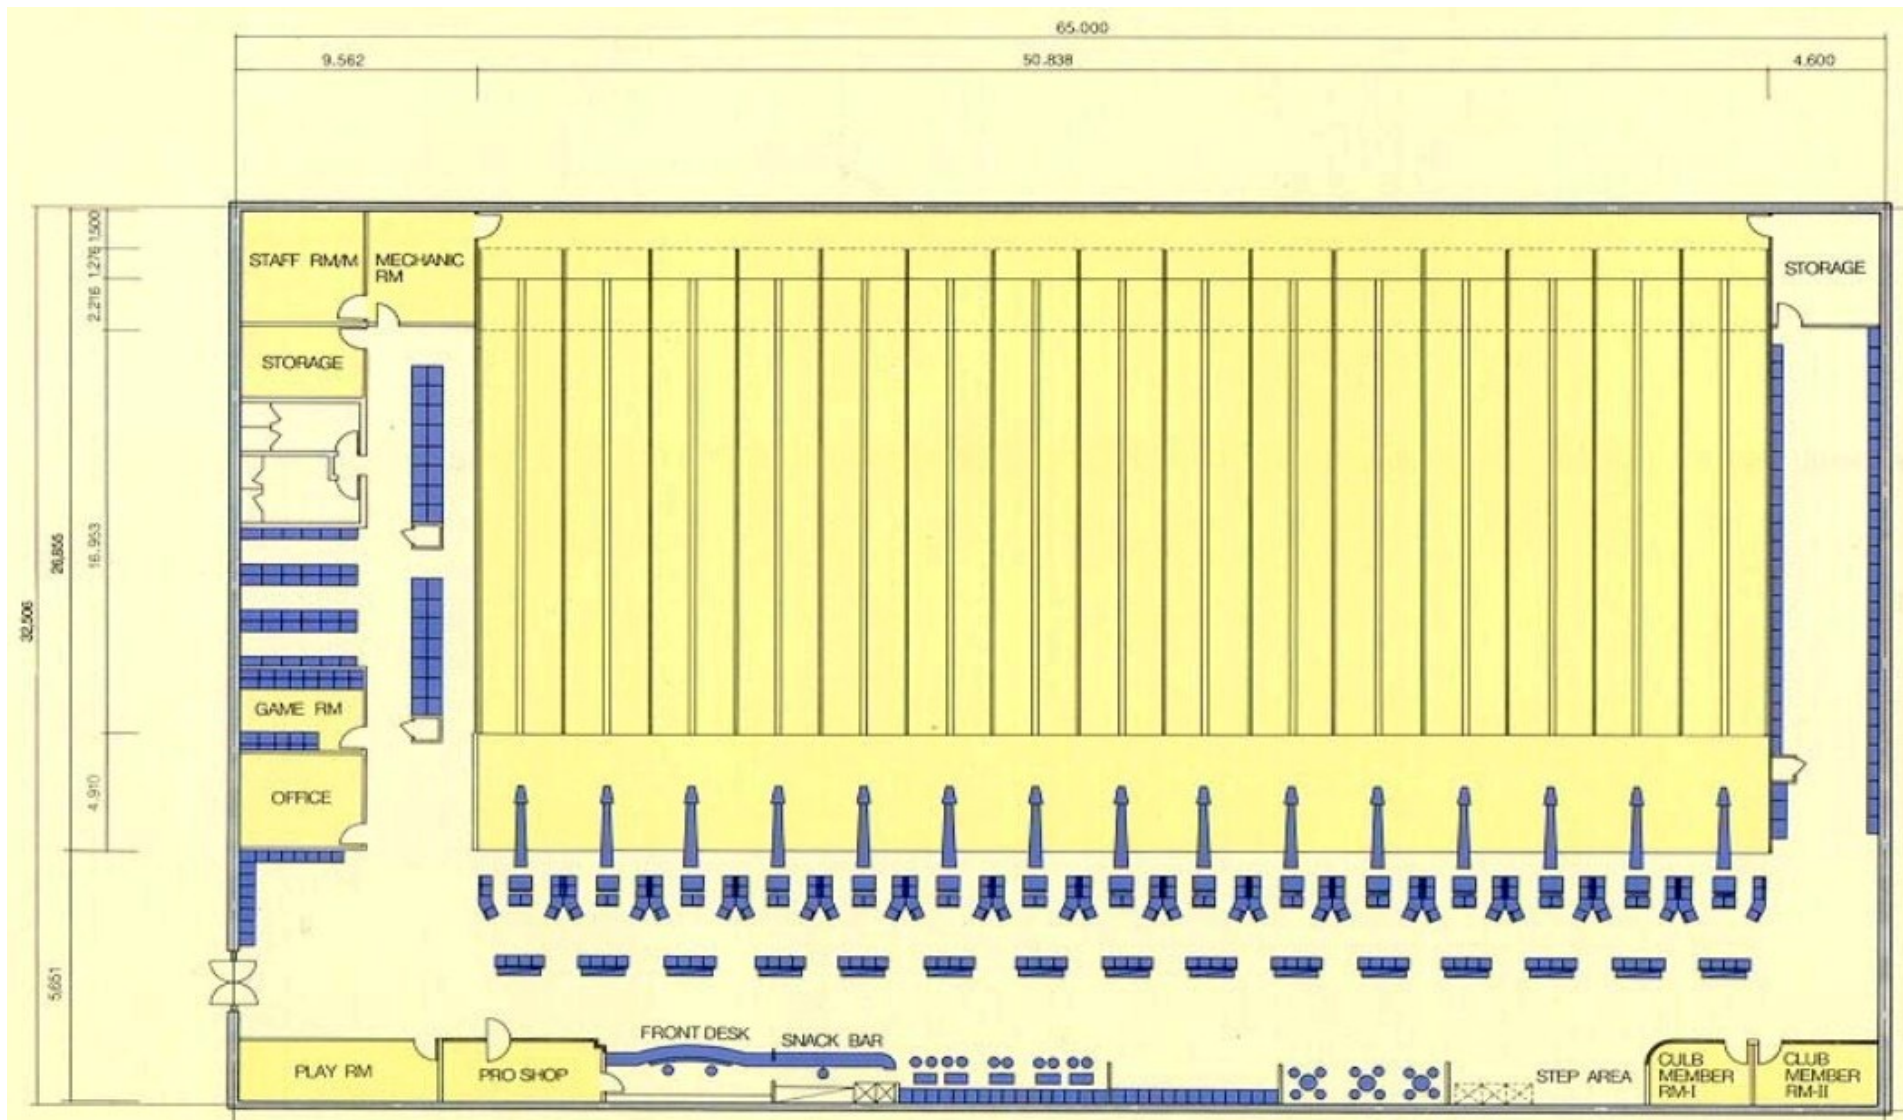 65.000
9.562
50.838
4.600
1,500
1,276
2,216
16,953
4,910
26,855
5,651
32,506
STAFF RM/M
MECHANIC
RM
STORAGE
STORAGE
GAME RM
OFFICE
FRONT DESK
SNACK BAR
PLAY RM
PRO SHOP
STEP AREA
CULB
MEMBER
RM-I
CLUB
MEMBER
RM-II